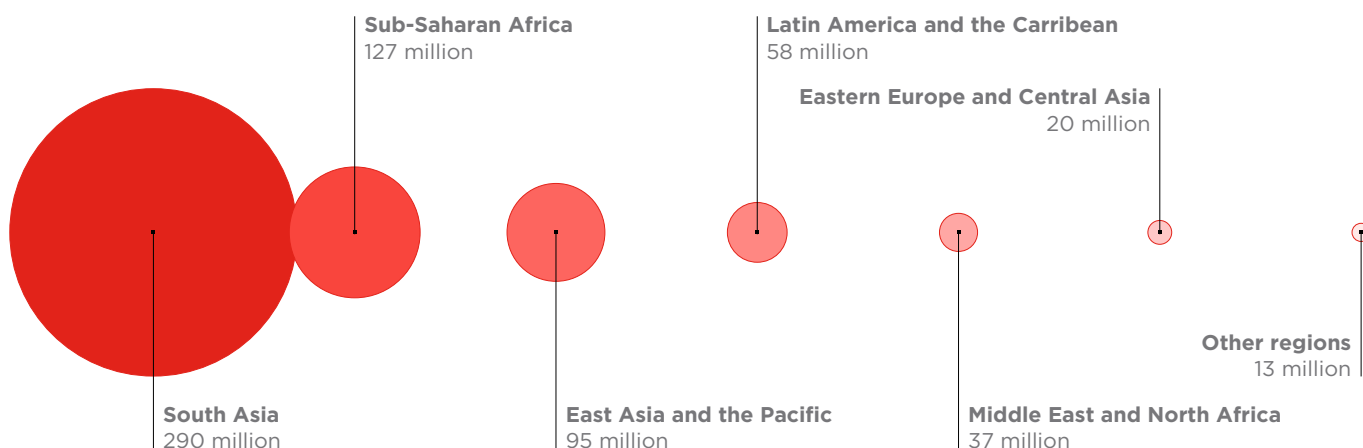 Sub-Saharan Africa
127 million
Latin America and the Carribean
58 million
Eastern Europe and Central Asia
20 million
Other regions
13 million
South Asia
290 million
East Asia and the Pacific
95 million
Middle East and North Africa
37 million